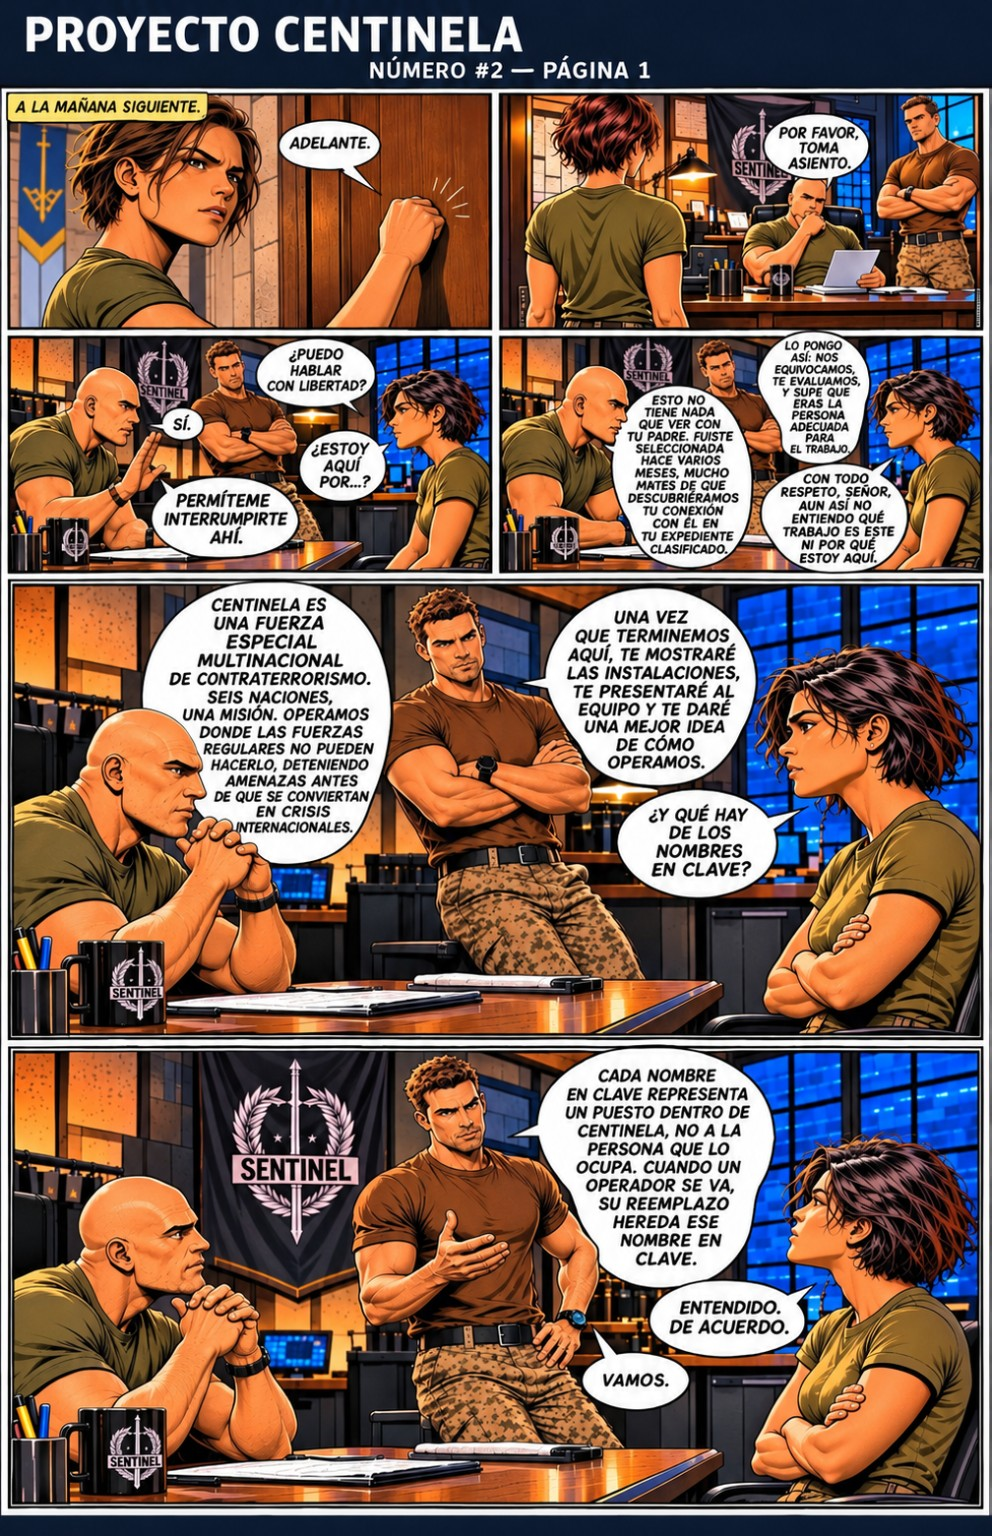 PROYECTO CENTINELA
NÚMERO #2 — PÁGINA 1
A LA MAÑANA SIGUIENTE.
ADELANTE.
POR FAVOR,
TOMA
ASIENTO.
SENTINEL
¿PUEDO
HABLAR
CON LIBERTAD?
SÍ.
¿ESTOY
AQUÍ
POR...?
PERMÍTEME
INTERRUMPIRTE
AHÍ.
SENTINEL
LO PONGO
ASÍ: NOS
EQUIVOCAMOS,
TE EVALUAMOS,
Y SUPE QUE
ERAS LA
PERSONA
ADECUADA
PARA
EL TRABAJO.
ESTO NO
TIENE NADA
QUE VER CON
TU PADRE. FUISTE
SELECCIONADA
HACE VARIOS
MESES, MUCHO
MATES DE QUE
DESCUBRIÉRAMOS
TU CONEXIÓN
CON ÉL EN
TU EXPEDIENTE
CLASIFICADO.
CON TODO
RESPETO, SEÑOR,
AUN ASÍ NO
ENTIENDO QUÉ
TRABAJO ES ESTE
NI POR QUÉ
ESTOY AQUÍ.
SENTINEL
CENTINELA ES
UNA FUERZA
ESPECIAL
MULTINACIONAL
DE CONTRATERRORISMO.
SEIS NACIONES,
UNA MISIÓN. OPERAMOS
DONDE LAS FUERZAS
REGULARES NO PUEDEN
HACERLO, DETENIENDO
AMENAZAS ANTES
DE QUE SE CONVIERTAN
EN CRISIS
INTERNACIONALES.
UNA VEZ
QUE TERMINEMOS
AQUÍ, TE MOSTRARÉ
LAS INSTALACIONES,
TE PRESENTARÉ AL
EQUIPO Y TE DARÉ
UNA MEJOR IDEA
DE CÓMO
OPERAMOS.
¿Y QUÉ HAY
DE LOS
NOMBRES
EN CLAVE?
SENTINEL
SENTINEL
CADA NOMBRE
EN CLAVE REPRESENTA
UN PUESTO DENTRO DE
CENTINELA, NO A LA
PERSONA QUE LO
OCUPA. CUANDO UN
OPERADOR SE VA,
SU REEMPLAZO
HEREDA ESE
NOMBRE EN
CLAVE.
ENTENDIDO.
DE ACUERDO.
VAMOS.
SENTINEL